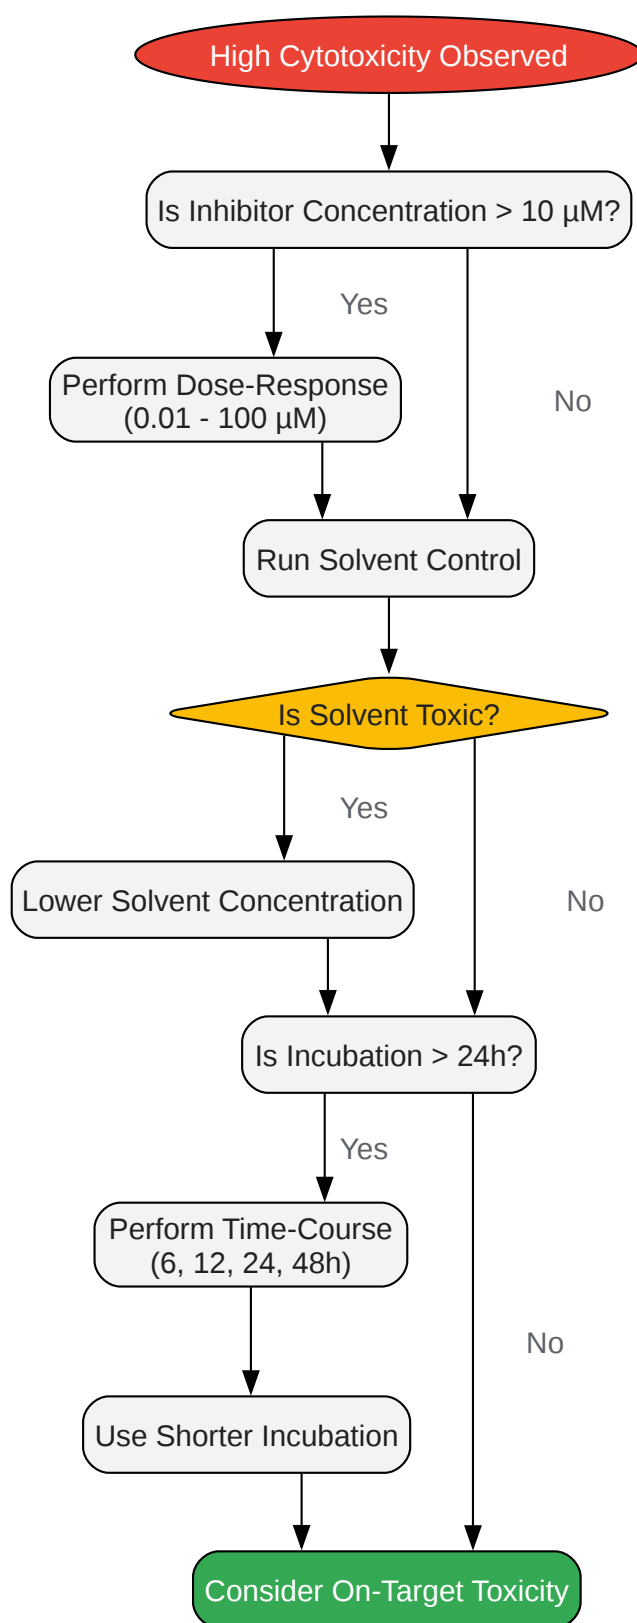 High Cytotoxicity Observed
Is Inhibitor Concentration > 10 µM?
Yes
Perform Dose-Response
(0.01 - 100 µM)
No
Run Solvent Control
Is Solvent Toxic?
Yes
Lower Solvent Concentration
No
Is Incubation > 24h?
Yes
Perform Time-Course
(6, 12, 24, 48h)
No
Use Shorter Incubation
Consider On-Target Toxicity